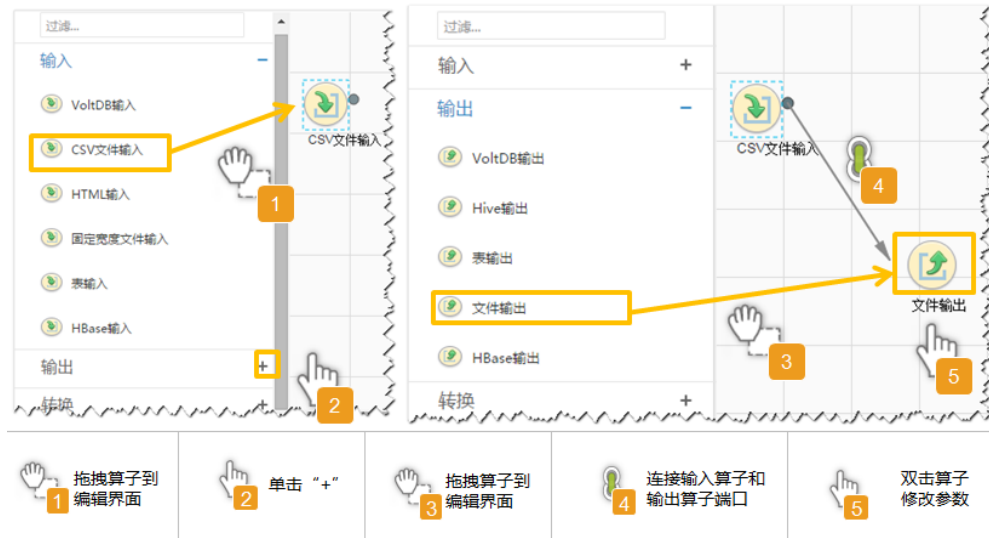 过滤...
输入
VoltDB输入
CSV文件输入
HTML输入
固定宽度文件输入
表输入
HBase输入
输出
转换
CSV文件输入
1
2
过滤...
输入
输出
VoltDB输出
Hive输出
表输出
文件输出
HBase输出
转换
CSV文件输入
4
文件输出
3
5
1
拖拽算子到
编辑界面
2
单击“+”
3
拖拽算子到
编辑界面
4
连接输入算子和
输出算子端口
5
双击算子
修改参数